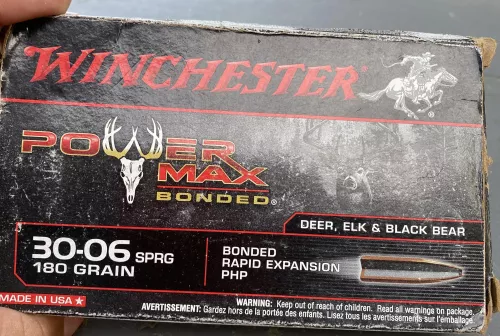 WINCHESTER®
POWER
MAX
BONDED®
DEER, ELK & BLACK BEAR
30-06 SPRG
180 GRAIN
BONDED
RAPID EXPANSION
PHP
MADE IN USA ★
WARNING: Keep out of reach of children. Read all warnings on package.
AVERTISSEMENT: Gardez hors de la portée des enfants. Lisez tous les avertissements sur l'emballage.